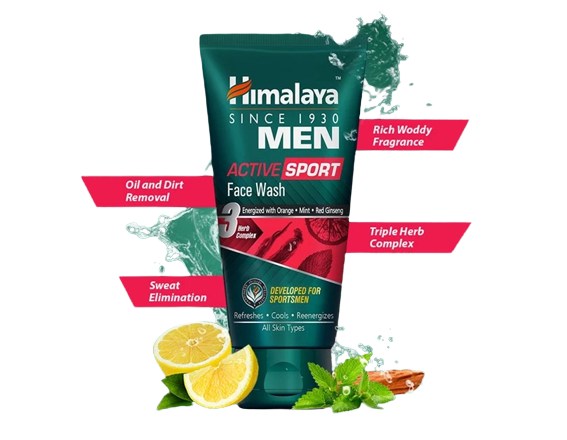 Himalaya™
SINCE 1930
MEN
ACTIVE SPORT
Face Wash
3 Herb
Complex
Energized with Orange • Mint • Red Ginseng
DEVELOPED FOR
SPORTSMEN
Refreshes • Cools • Reenergizes
All Skin Types
Oil and Dirt
Removal
Sweat
Elimination
Rich Woddy
Fragrance
Triple Herb
Complex